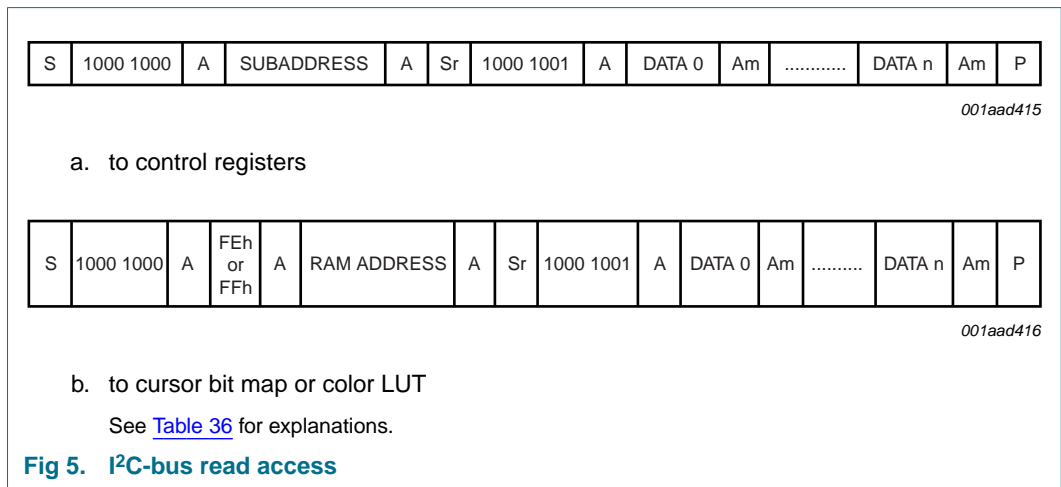 S 1000 1000 A SUBADDRESS A Sr 1000 1001 A DATA 0 Am ............ DATA n Am P
001aad415
a. to control registers
S 1000 1000 A FEh or FFh A RAM ADDRESS A Sr 1000 1001 A DATA 0 Am .......... DATA n Am P
001aad416
b. to cursor bit map or color LUT
See Table 36 for explanations.
Fig 5. I²C-bus read access